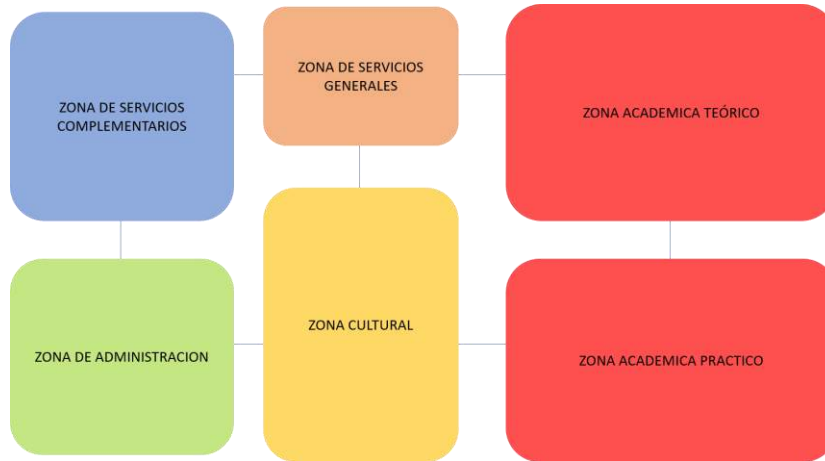 ZONA DE SERVICIOS
COMPLEMENTARIOS
ZONA DE SERVICIOS
GENERALES
ZONA ACADEMICA TEÓRICO
ZONA DE ADMINISTRACION
ZONA CULTURAL
ZONA ACADEMICA PRACTICO